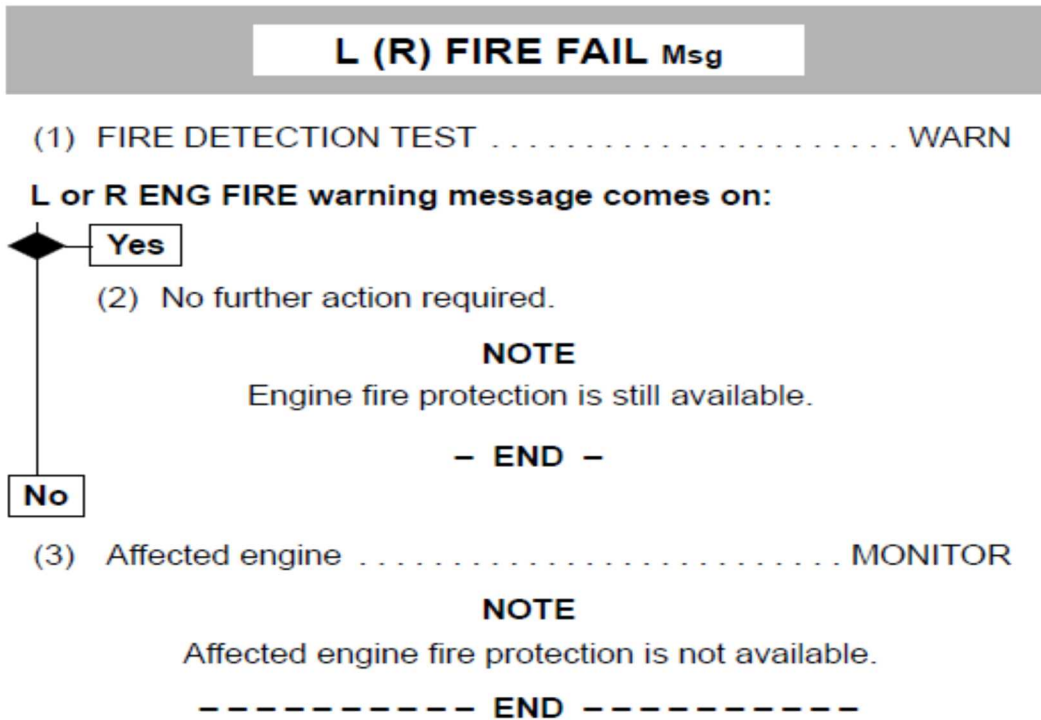 L (R) FIRE FAIL Msg
(1) FIRE DETECTION TEST . . . . . . . . . . . . . . . . . . . . . . WARN
L or R ENG FIRE warning message comes on:
Yes
(2) No further action required.
NOTE
Engine fire protection is still available.
– END –
No
(3) Affected engine . . . . . . . . . . . . . . . . . . . . . . . . . . MONITOR
NOTE
Affected engine fire protection is not available.
– – – – – – – – – – END – – – – – – – – – –